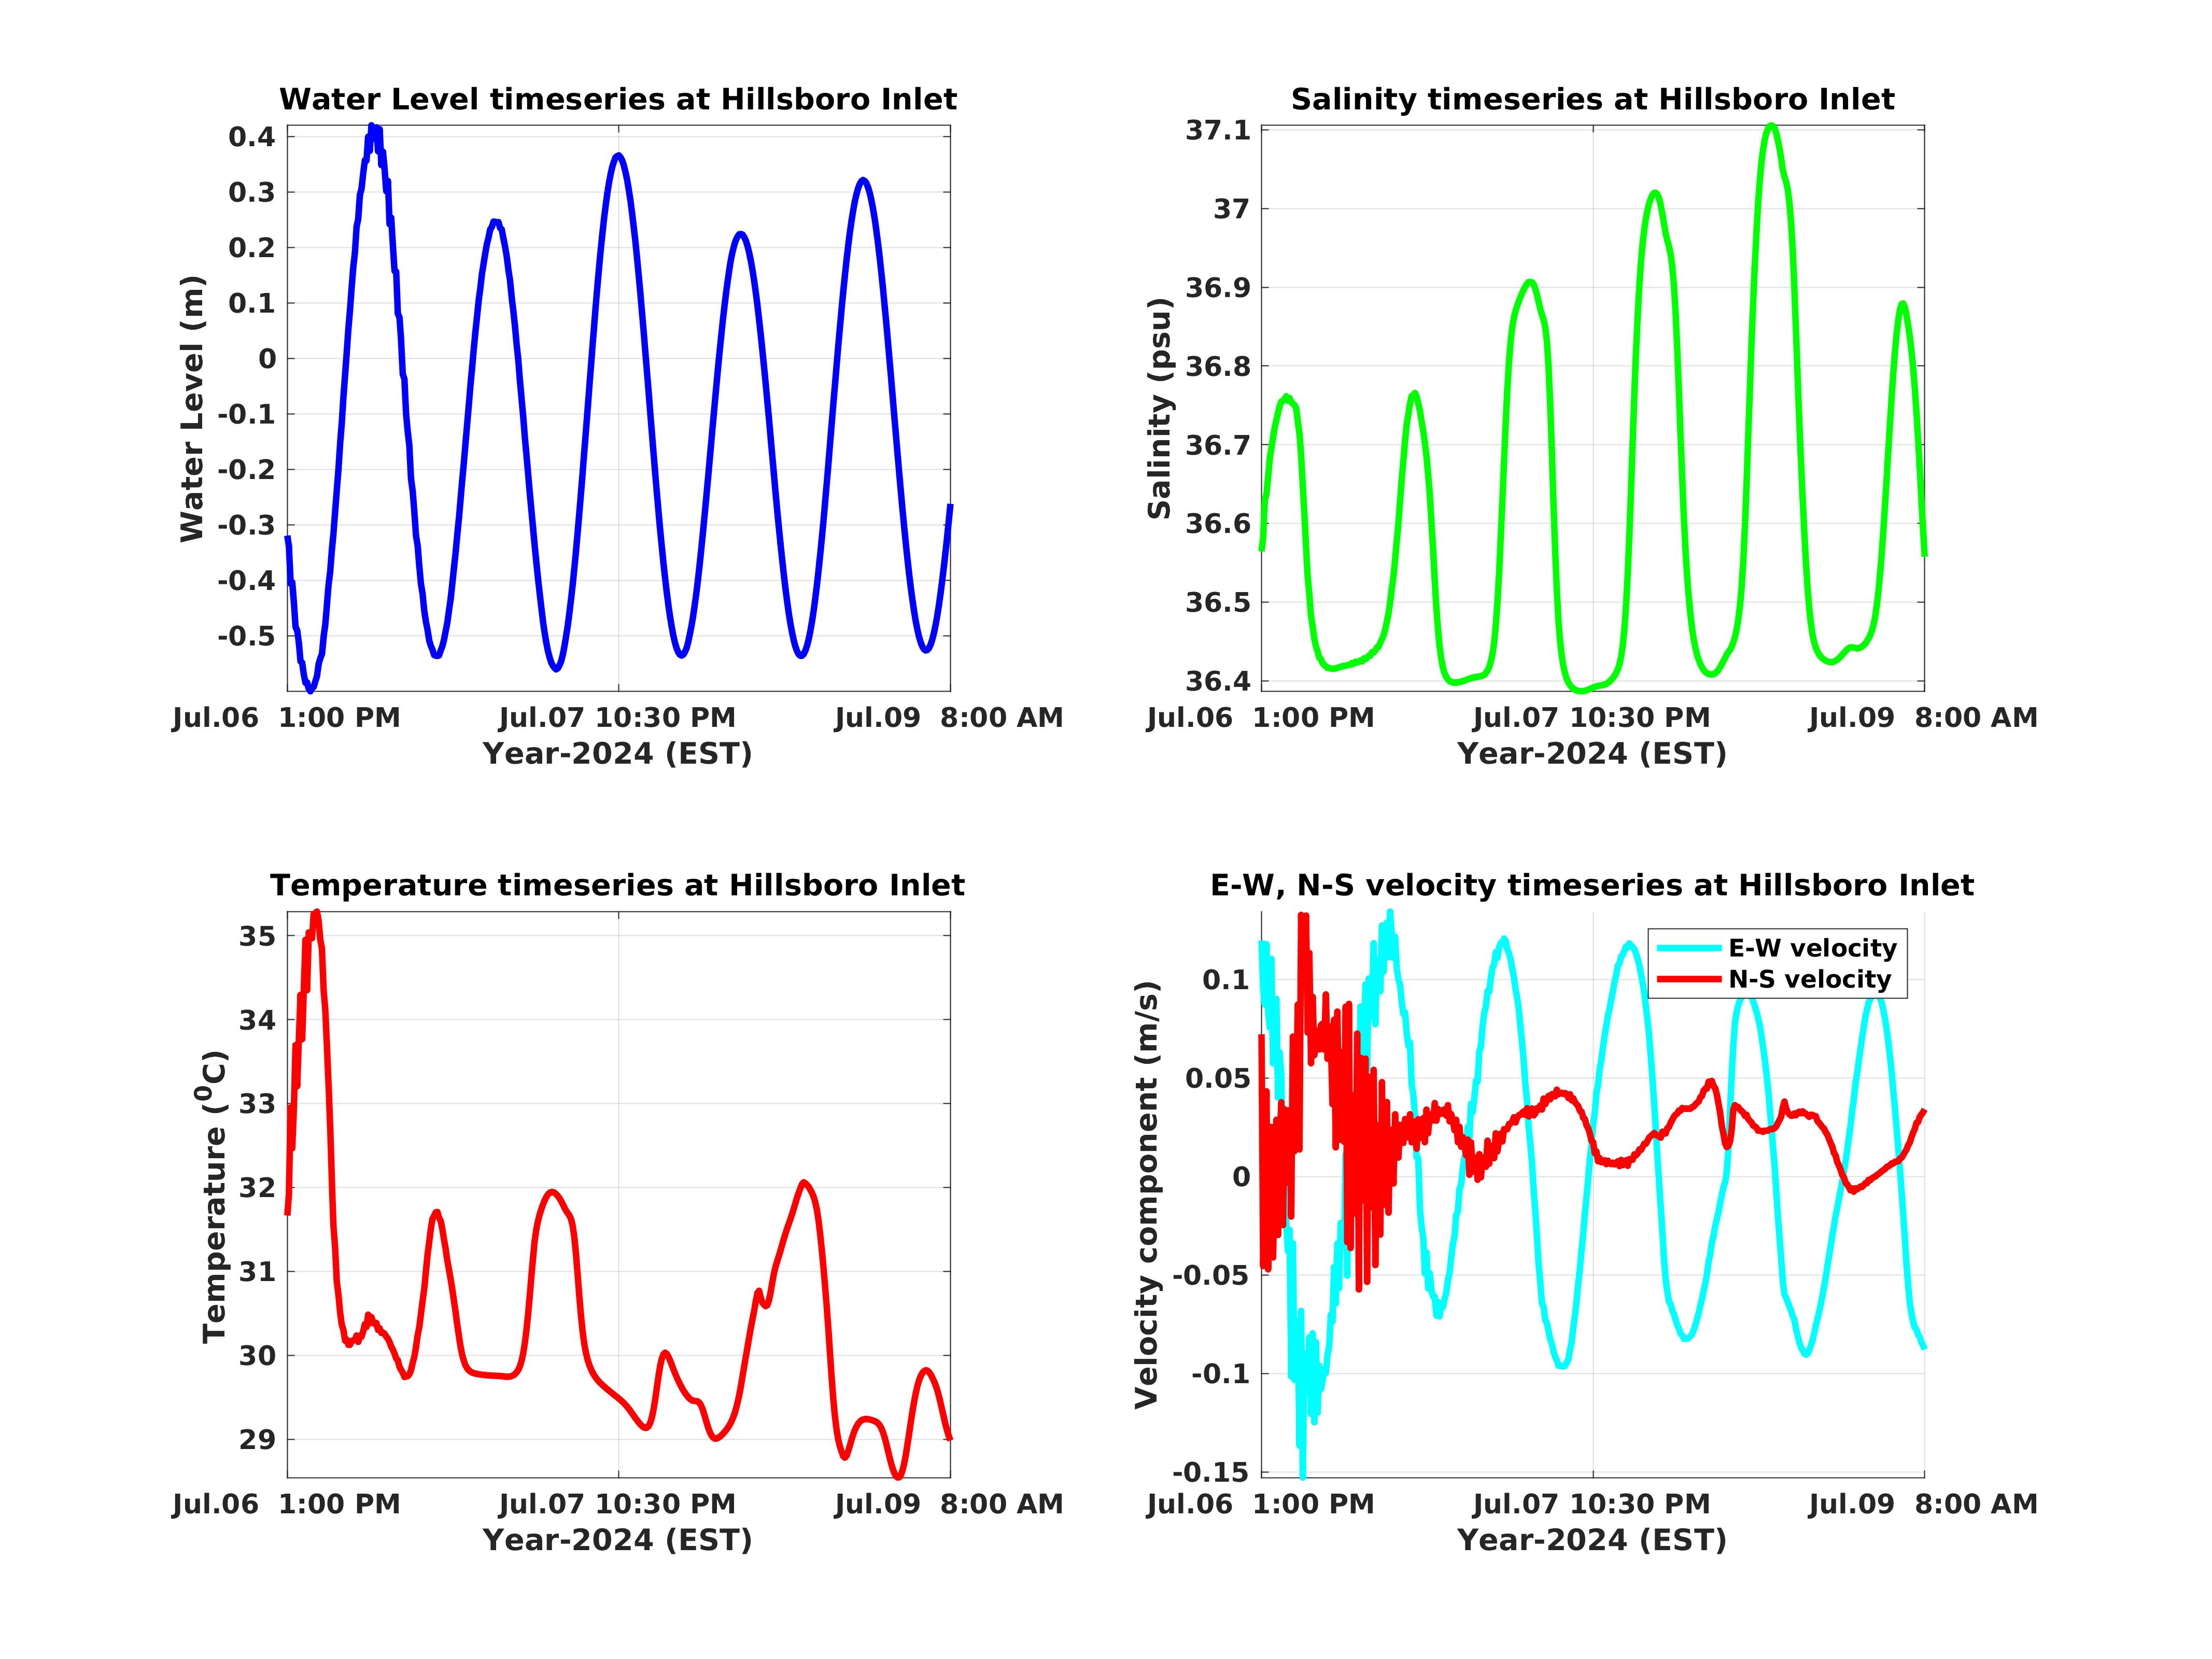 Water Level timeseries at Hillsboro Inlet
0.4
0.3
0.2
0.1
0
-0.1
-0.2
-0.3
-0.4
-0.5
Water Level (m)
Jul.06 1:00 PM
Jul.07 10:30 PM
Jul.09 8:00 AM
Year-2024 (EST)
Salinity timeseries at Hillsboro Inlet
37.1
37
36.9
36.8
36.7
36.6
36.5
36.4
Salinity (psu)
Jul.06 1:00 PM
Jul.07 10:30 PM
Jul.09 8:00 AM
Year-2024 (EST)
Temperature timeseries at Hillsboro Inlet
35
34
33
32
31
30
29
Temperature (⁰C)
Jul.06 1:00 PM
Jul.07 10:30 PM
Jul.09 8:00 AM
Year-2024 (EST)
E-W, N-S velocity timeseries at Hillsboro Inlet
E-W velocity
N-S velocity
0.1
0.05
0
-0.05
-0.1
-0.15
Velocity component (m/s)
Jul.06 1:00 PM
Jul.07 10:30 PM
Jul.09 8:00 AM
Year-2024 (EST)